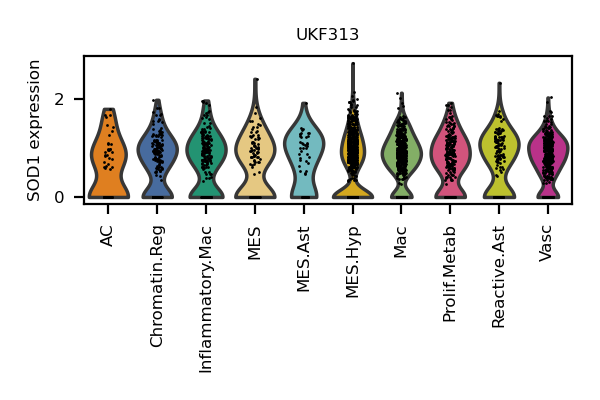 UKF313
SOD1 expression
2
0
AC
Chromatin.Reg
Inflammatory.Mac
MES
MES.Ast
MES.Hyp
Mac
Prolif.Metab
Reactive.Ast
Vasc